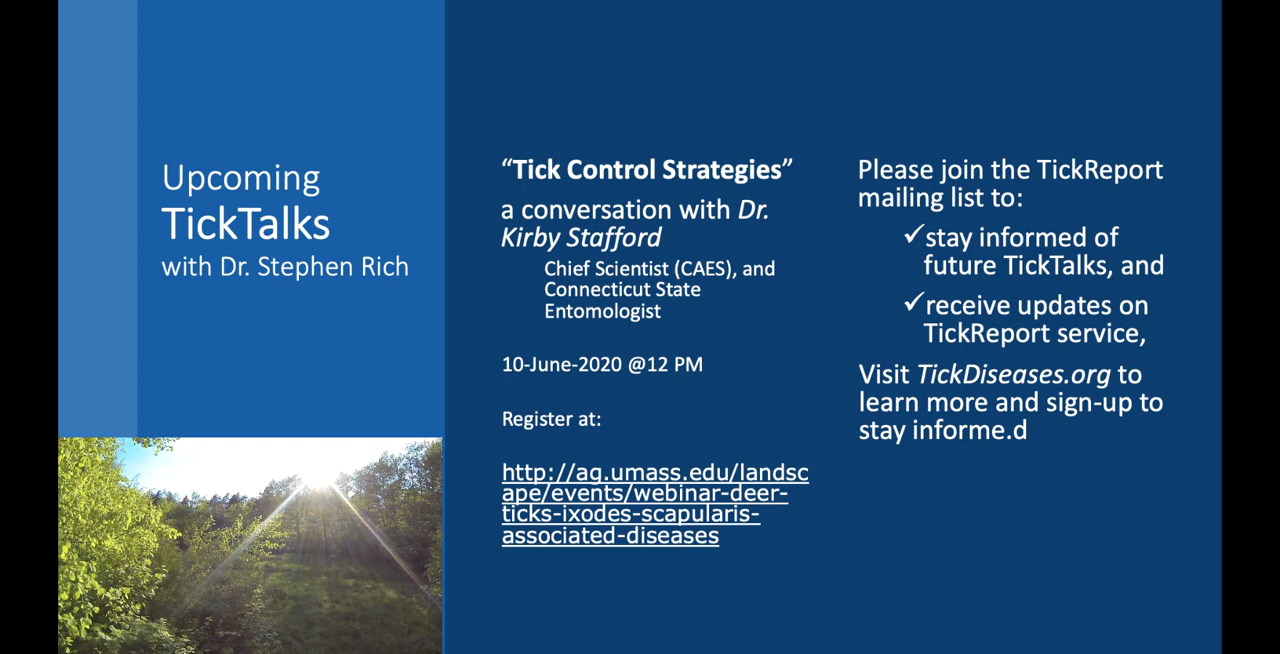 Upcoming
TickTalks
with Dr. Stephen Rich
“Tick Control Strategies”
a conversation with Dr.
Kirby Stafford
Chief Scientist (CAES), and
Connecticut State
Entomologist
10-June-2020 @12 PM
Register at:
http://ag.umass.edu/landsc
ape/events/webinar-deer-
ticks-ixodes-scapularis-
associated-diseases
Please join the TickReport
mailing list to:
✓stay informed of
future TickTalks, and
✓receive updates on
TickReport service,
Visit TickDiseases.org to
learn more and sign-up to
stay informe.d